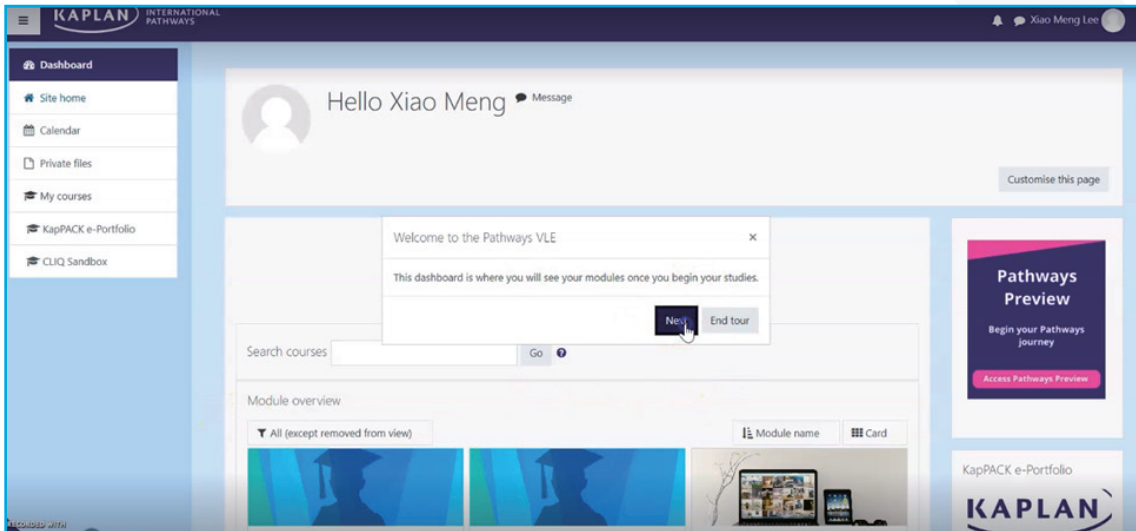 KAPLAN INTERNATIONAL
PATHWAYS
Xiao Meng Lee
Dashboard
Site home
Calendar
Private files
My courses
KapPACK e-Portfolio
CLIQ Sandbox
Hello Xiao Meng Message
Customise this page
Welcome to the Pathways VLE ×
This dashboard is where you will see your modules once you begin your studies.
Next End tour
Search courses Go
Module overview
All (except removed from view) Module name Card
Pathways
Preview
Begin your Pathways
journey
Access Pathways Preview
KapPACK e-Portfolio
KAPLAN
RECORDED WITH